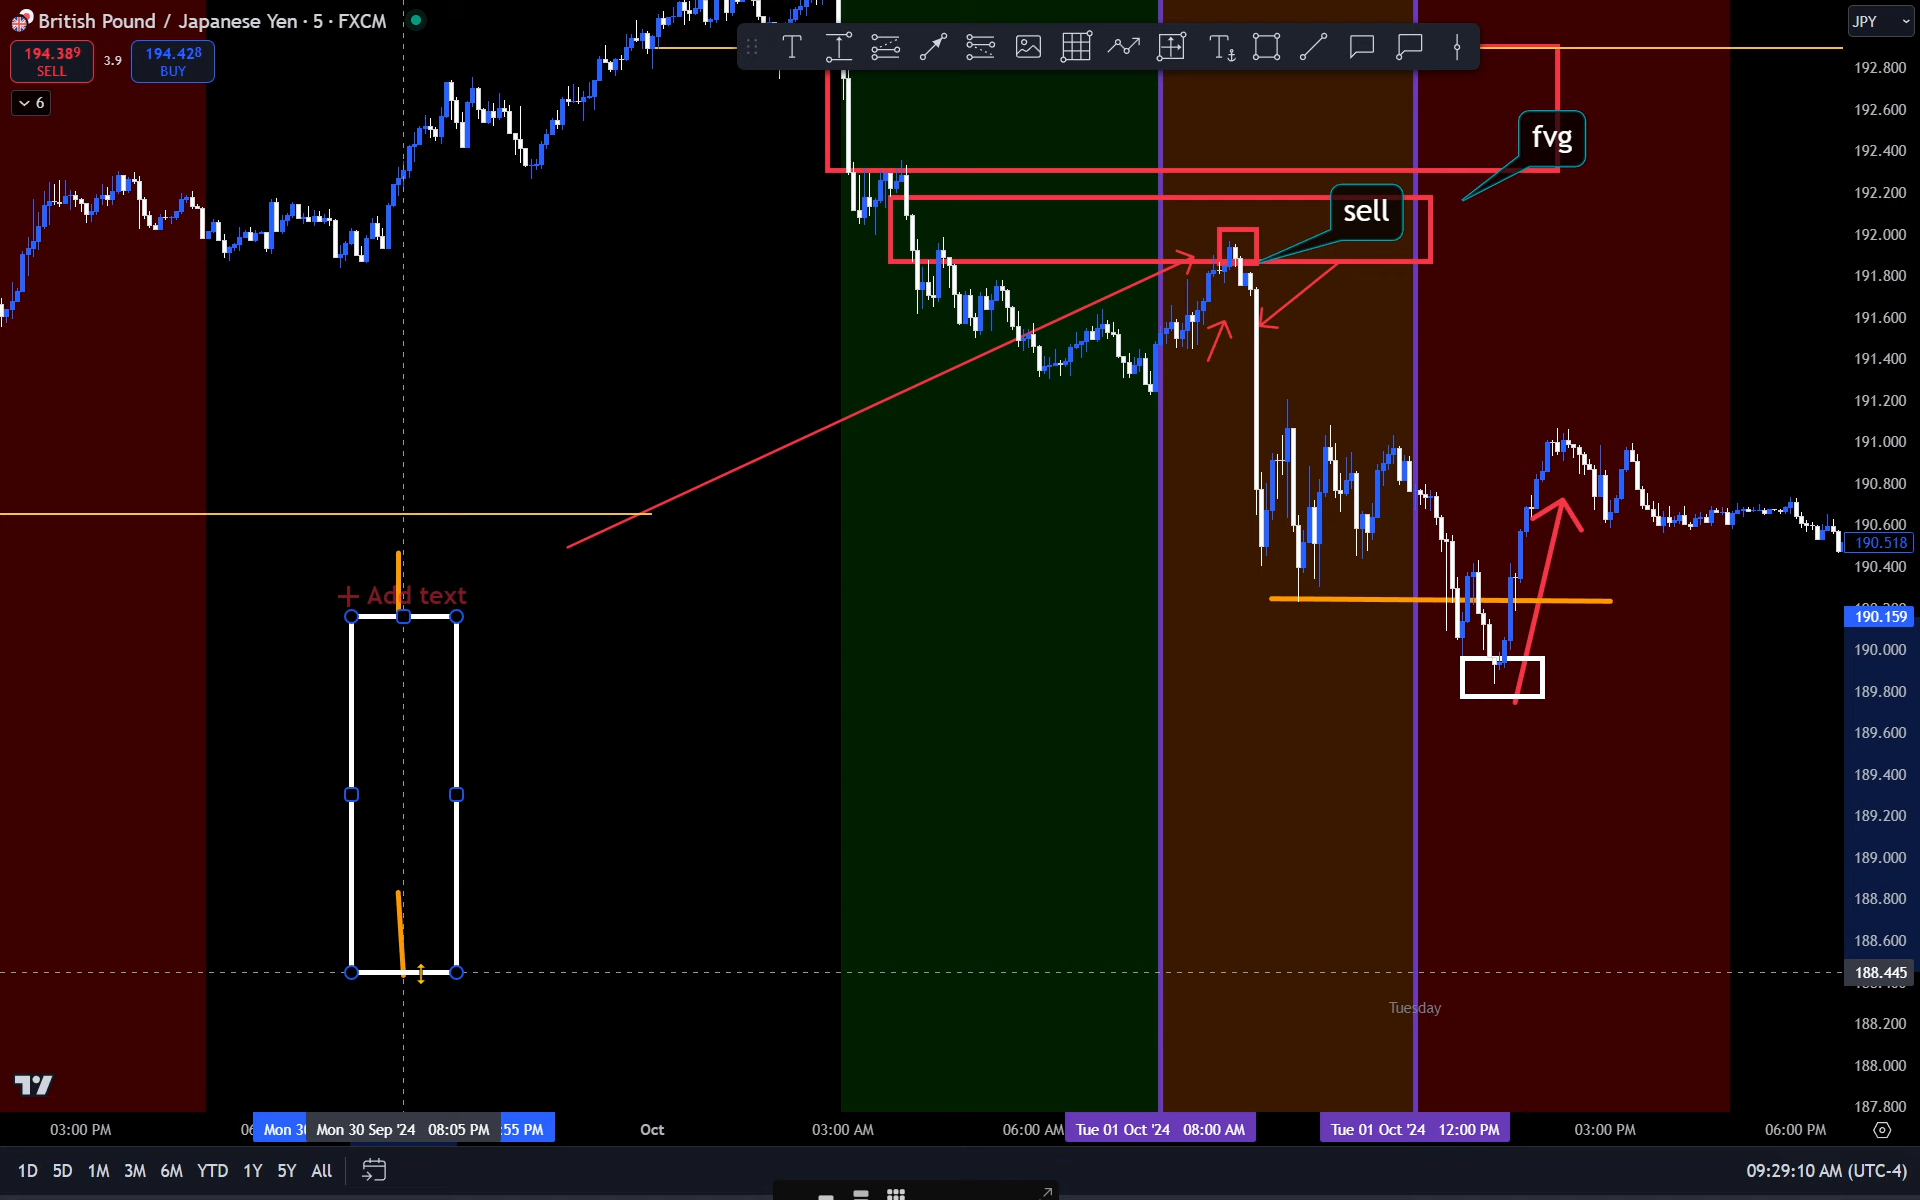 British Pound / Japanese Yen · 5 · FXCM
JPY
194.389
SELL
3.9
194.428
BUY
6
192.800
192.600
192.400
192.200
192.000
191.800
191.600
191.400
191.200
191.000
190.800
190.600
190.518
190.400
190.159
190.000
189.800
189.600
189.400
189.200
189.000
188.800
188.600
188.445
188.200
188.000
187.800
fvg
sell
+ Add text
Tuesday
03:00 PM
Mon 30 Sep '24 08:05 PM
:55 PM
Oct
03:00 AM
06:00 AM
Tue 01 Oct '24 08:00 AM
Tue 01 Oct '24 12:00 PM
03:00 PM
06:00 PM
1D 5D 1M 3M 6M YTD 1Y 5Y All
09:29:10 AM (UTC-4)